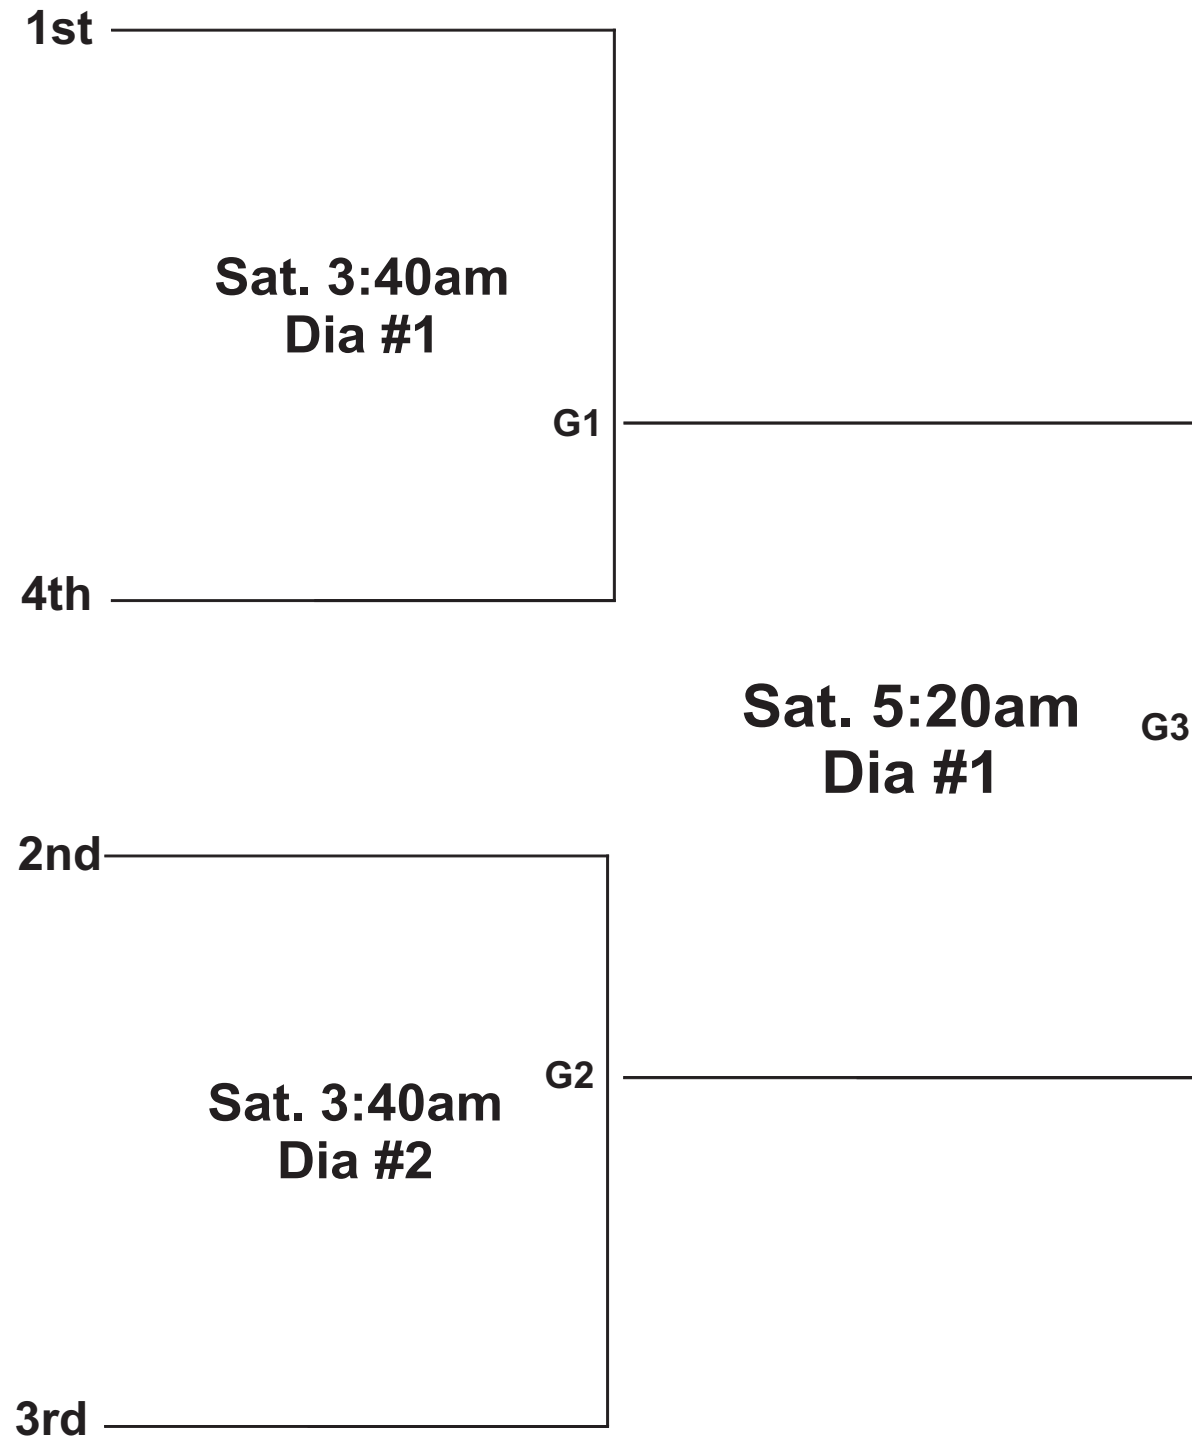 1st
Sat. 3:40am
Dia #1
G1
4th
Sat. 5:20am
Dia #1
G3
2nd
G2
Sat. 3:40am
Dia #2
3rd